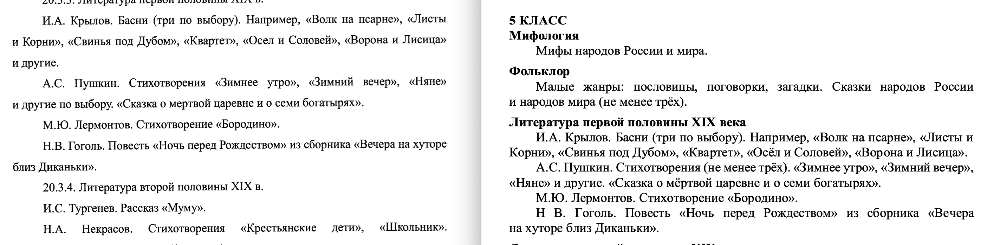 20.3.3. Литература первой половины XIX в.
И.А. Крылов. Басни (три по выбору). Например, «Волк на псарне», «Листы
и Корни», «Свинья под Дубом», «Квартет», «Осел и Соловей», «Ворона и Лисица»
и другие.
А.С. Пушкин. Стихотворения «Зимнее утро», «Зимний вечер», «Няне»
и другие по выбору. «Сказка о мертвой царевне и о семи богатырях».
М.Ю. Лермонтов. Стихотворение «Бородино».
Н.В. Гоголь. Повесть «Ночь перед Рождеством» из сборника «Вечера на хуторе
близ Диканьки».
20.3.4. Литература второй половины XIX в.
И.С. Тургенев. Рассказ «Муму».
Н.А. Некрасов. Стихотворения «Крестьянские дети», «Школьник».
5 КЛАСС
Мифология
Мифы народов России и мира.
Фольклор
Малые жанры: пословицы, поговорки, загадки. Сказки народов России
и народов мира (не менее трёх).
Литература первой половины XIX века
И.А. Крылов. Басни (три по выбору). Например, «Волк на псарне», «Листы и
Корни», «Свинья под Дубом», «Квартет», «Осёл и Соловей», «Ворона и Лисица».
А.С. Пушкин. Стихотворения (не менее трёх). «Зимнее утро», «Зимний вечер»,
«Няне» и другие. «Сказка о мёртвой царевне и о семи богатырях».
М.Ю. Лермонтов. Стихотворение «Бородино».
Н В. Гоголь. Повесть «Ночь перед Рождеством» из сборника «Вечера
на хуторе близ Диканьки».